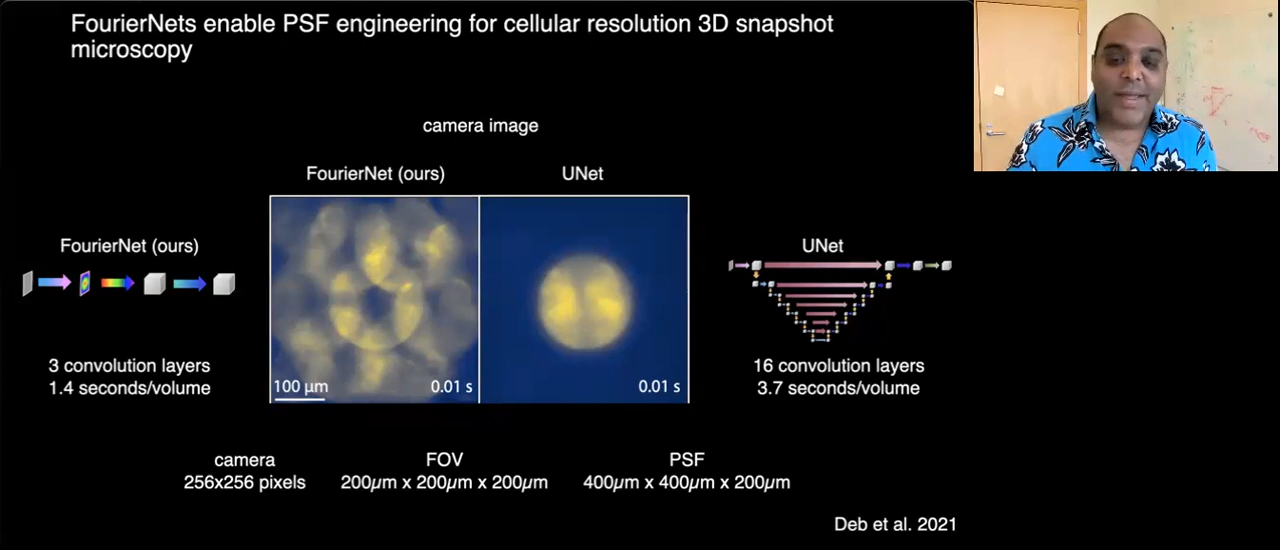 FourierNets enable PSF engineering for cellular resolution 3D snapshot
microscopy
camera image
FourierNet (ours)
UNet
FourierNet (ours)
3 convolution layers
1.4 seconds/volume
100 µm
0.01 s
0.01 s
UNet
16 convolution layers
3.7 seconds/volume
camera
256x256 pixels
FOV
200µm x 200µm x 200µm
PSF
400µm x 400µm x 200µm
Deb et al. 2021